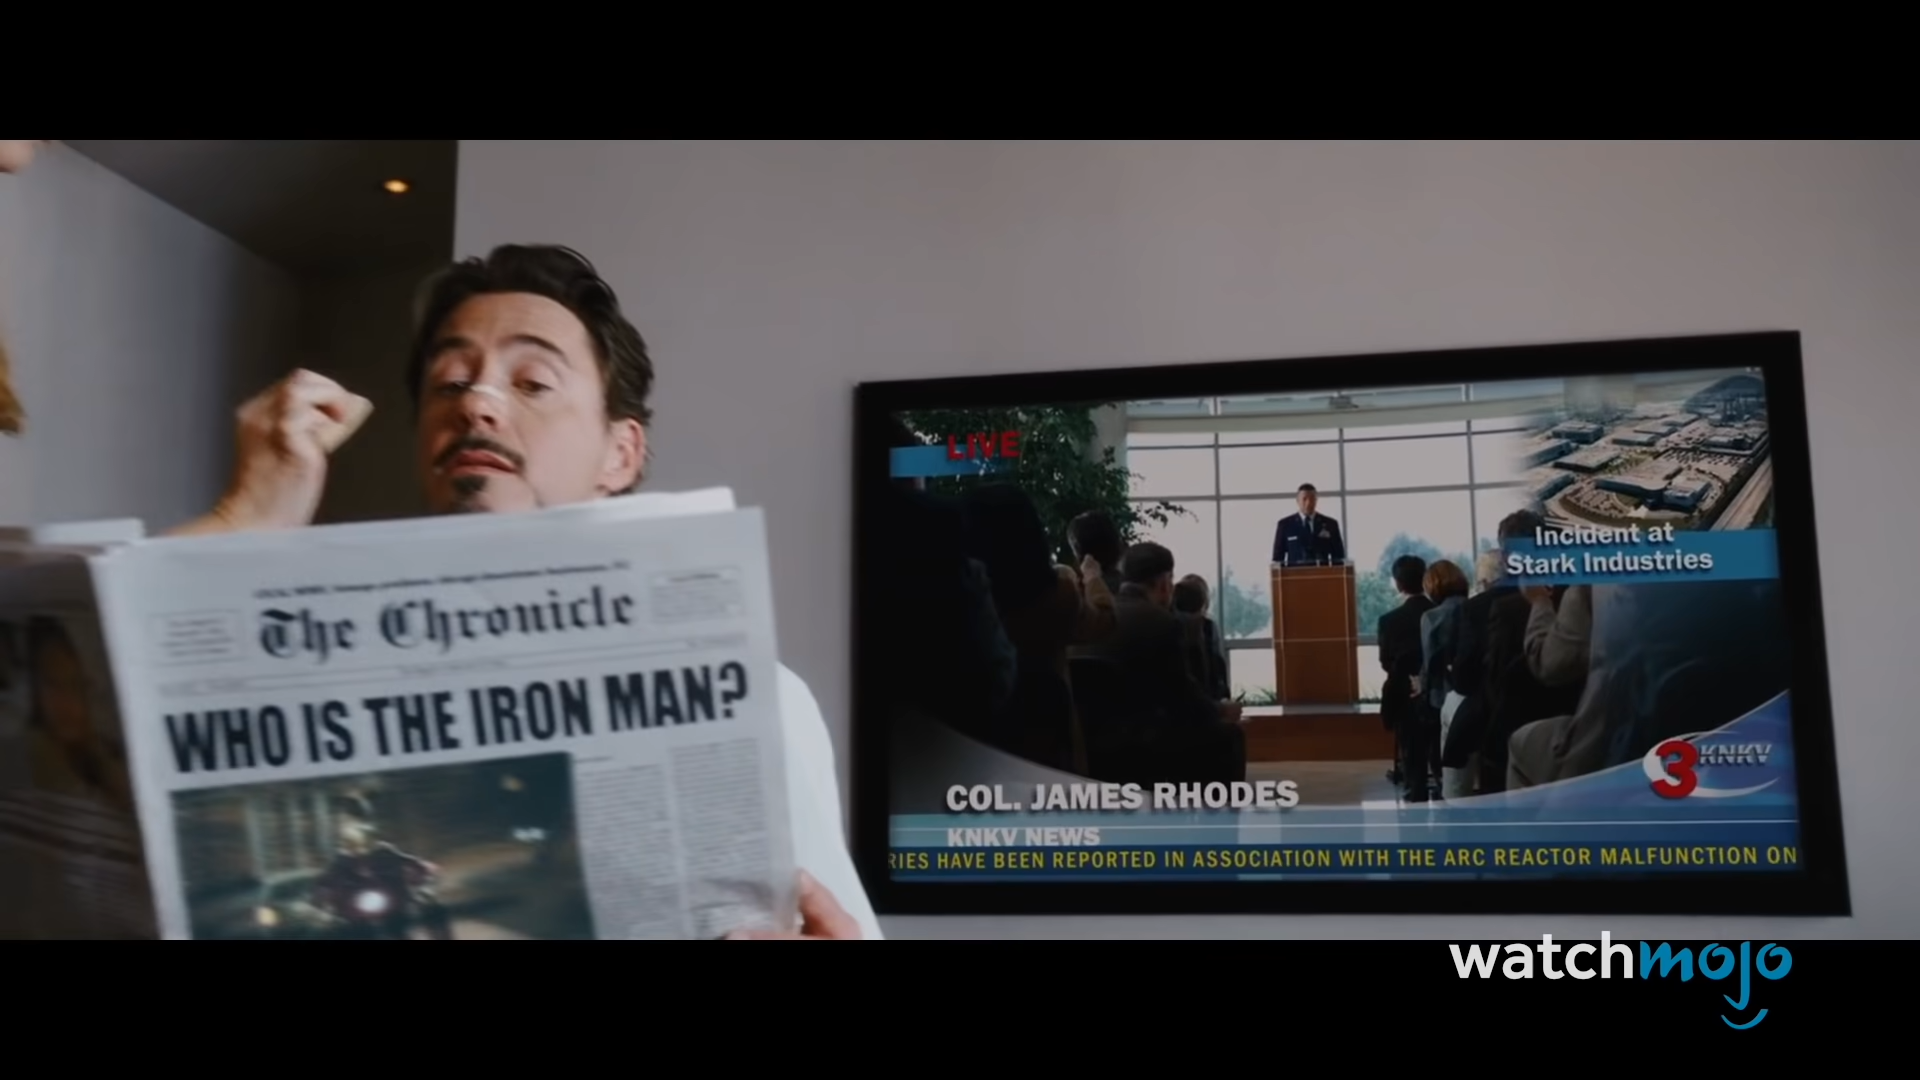 The Chronicle
WHO IS THE IRON MAN?
LIVE
Incident at
Stark Industries
3 KNKV
COL. JAMES RHODES
KNKV NEWS
RIES HAVE BEEN REPORTED IN ASSOCIATION WITH THE ARC REACTOR MALFUNCTION ON
watchmojo